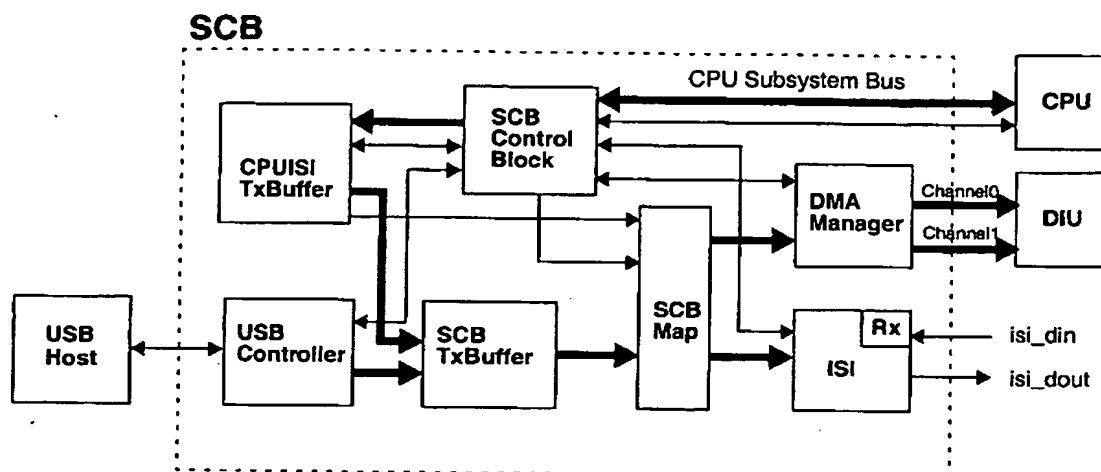 SCB
CPU Subsystem Bus
CPU
SCB
Control
Block
CPUISI
TxBuffer
DMA
Manager
Channel0
Channel1
DIU
SCB
Map
USB
Host
USB
Controller
SCB
TxBuffer
Rx
ISI
isi_din
isi_dout